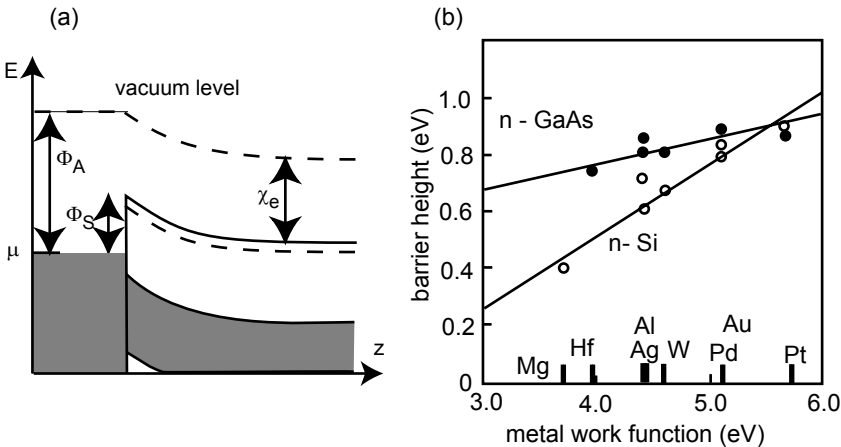 (a)
E
vacuum level
Φ_A
χ_e
Φ_S
μ
z
(b)
barrier height (eV)
1.0
0.8
0.6
0.4
0.2
0
n - GaAs
n- Si
Mg
Hf
Al
Ag
W
Au
Pd
Pt
3.0 4.0 5.0 6.0
metal work function (eV)